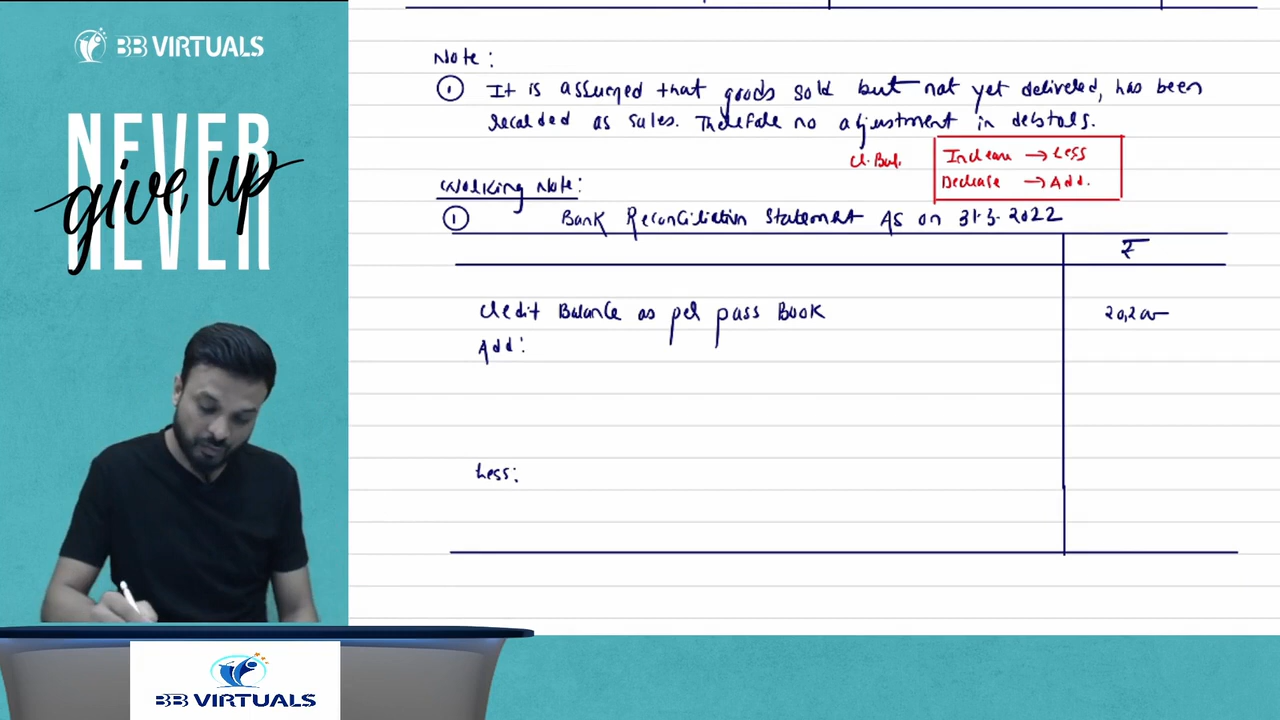 BB VIRTUALS
NEVER
give up
NEVER
Note:
① It is assumed that goods sold but not yet delivered, has been
recorded as sales. Therefore no adjustment in debtors.
Cl. Bal.
Increase → Less
Decrease → Add.
Working Note:
① Bank Reconciliation Statement As on 31.3.2022
₹
Credit Balance as per pass Book 20,200
Add:
Less:
BB VIRTUALS